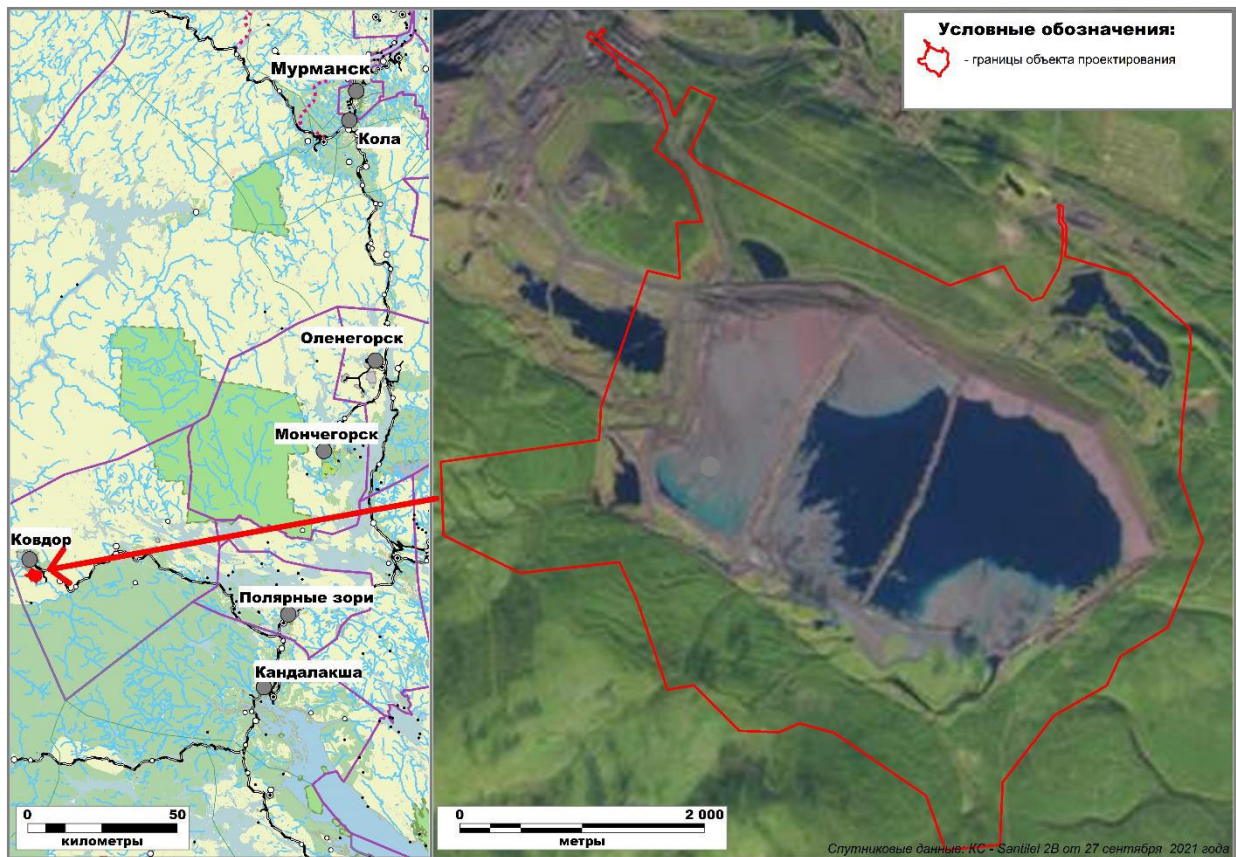 Мурманск
Кола
Оленегорск
Мончегорск
Ковдор
Полярные зори
Кандалакша
0 50
километры
Условные обозначения:
- границы объекта проектирования
0 2 000
метры
Спутниковые данные: КС - Santilel 2B от 27 сентября 2021 года